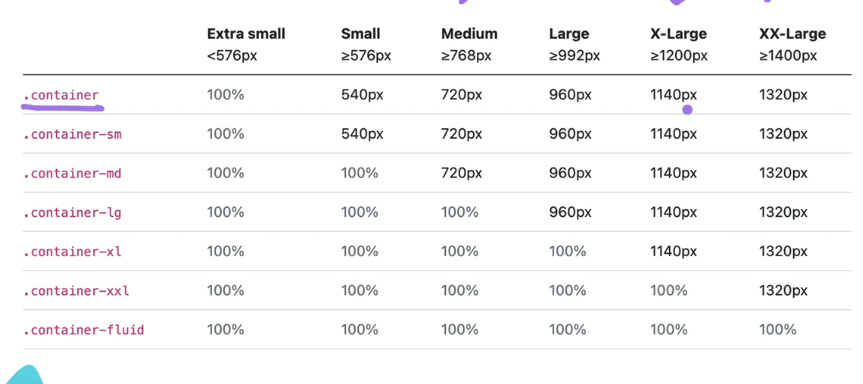 Extra small Small Medium Large X-Large XX-Large
<576px ≥576px ≥768px ≥992px ≥1200px ≥1400px
.container 100% 540px 720px 960px 1140px 1320px
.container-sm 100% 540px 720px 960px 1140px 1320px
.container-md 100% 100% 720px 960px 1140px 1320px
.container-lg 100% 100% 100% 960px 1140px 1320px
.container-xl 100% 100% 100% 100% 1140px 1320px
.container-xxl 100% 100% 100% 100% 100% 1320px
.container-fluid 100% 100% 100% 100% 100% 100%